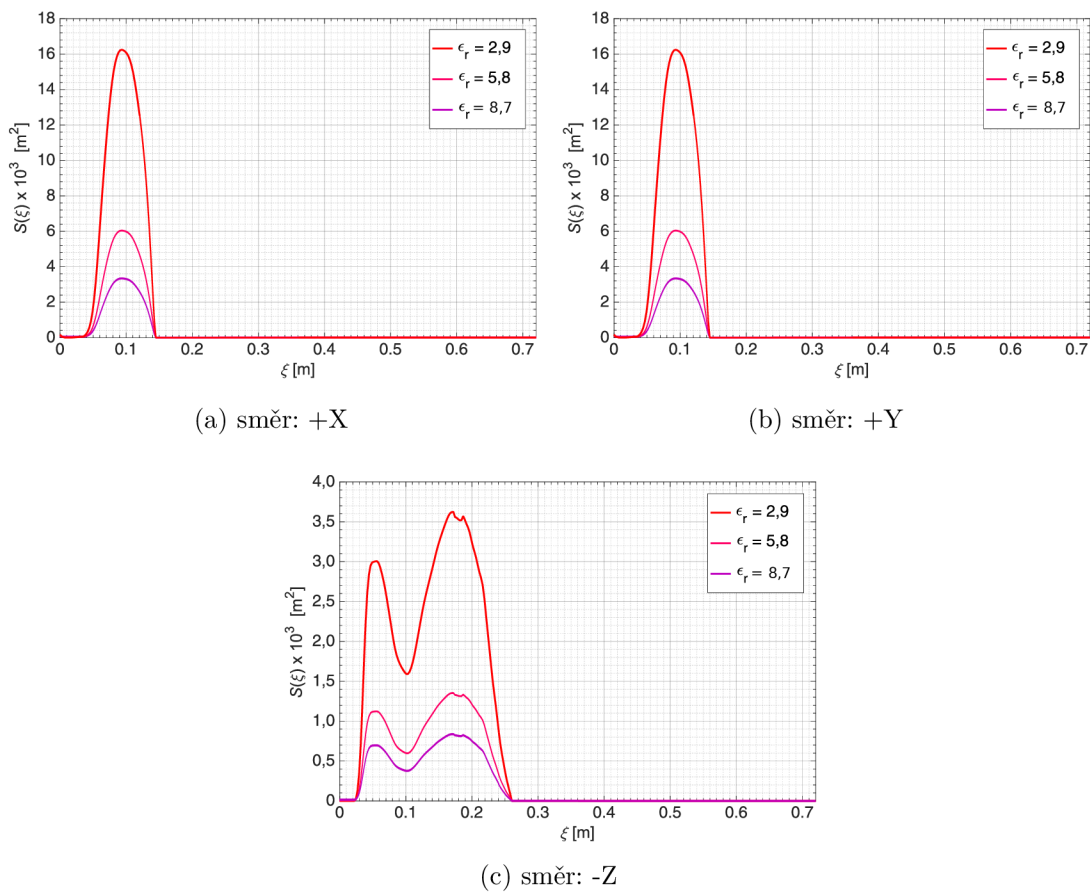 18
16
14
12
10
8
6
4
2
0
S(ξ) x 10³ [m²]
0 0.1 0.2 0.3 0.4 0.5 0.6 0.7
ξ [m]
ϵr = 2,9
ϵr = 5,8
ϵr = 8,7
(a) směr: +X
18
16
14
12
10
8
6
4
2
0
S(ξ) x 10³ [m²]
0 0.1 0.2 0.3 0.4 0.5 0.6 0.7
ξ [m]
ϵr = 2,9
ϵr = 5,8
ϵr = 8,7
(b) směr: +Y
4,0
3,5
3,0
2,5
2,0
1,5
1,0
0,5
0
S(ξ) x 10³ [m²]
0 0.1 0.2 0.3 0.4 0.5 0.6 0.7
ξ [m]
ϵr = 2,9
ϵr = 5,8
ϵr = 8,7
(c) směr: -Z